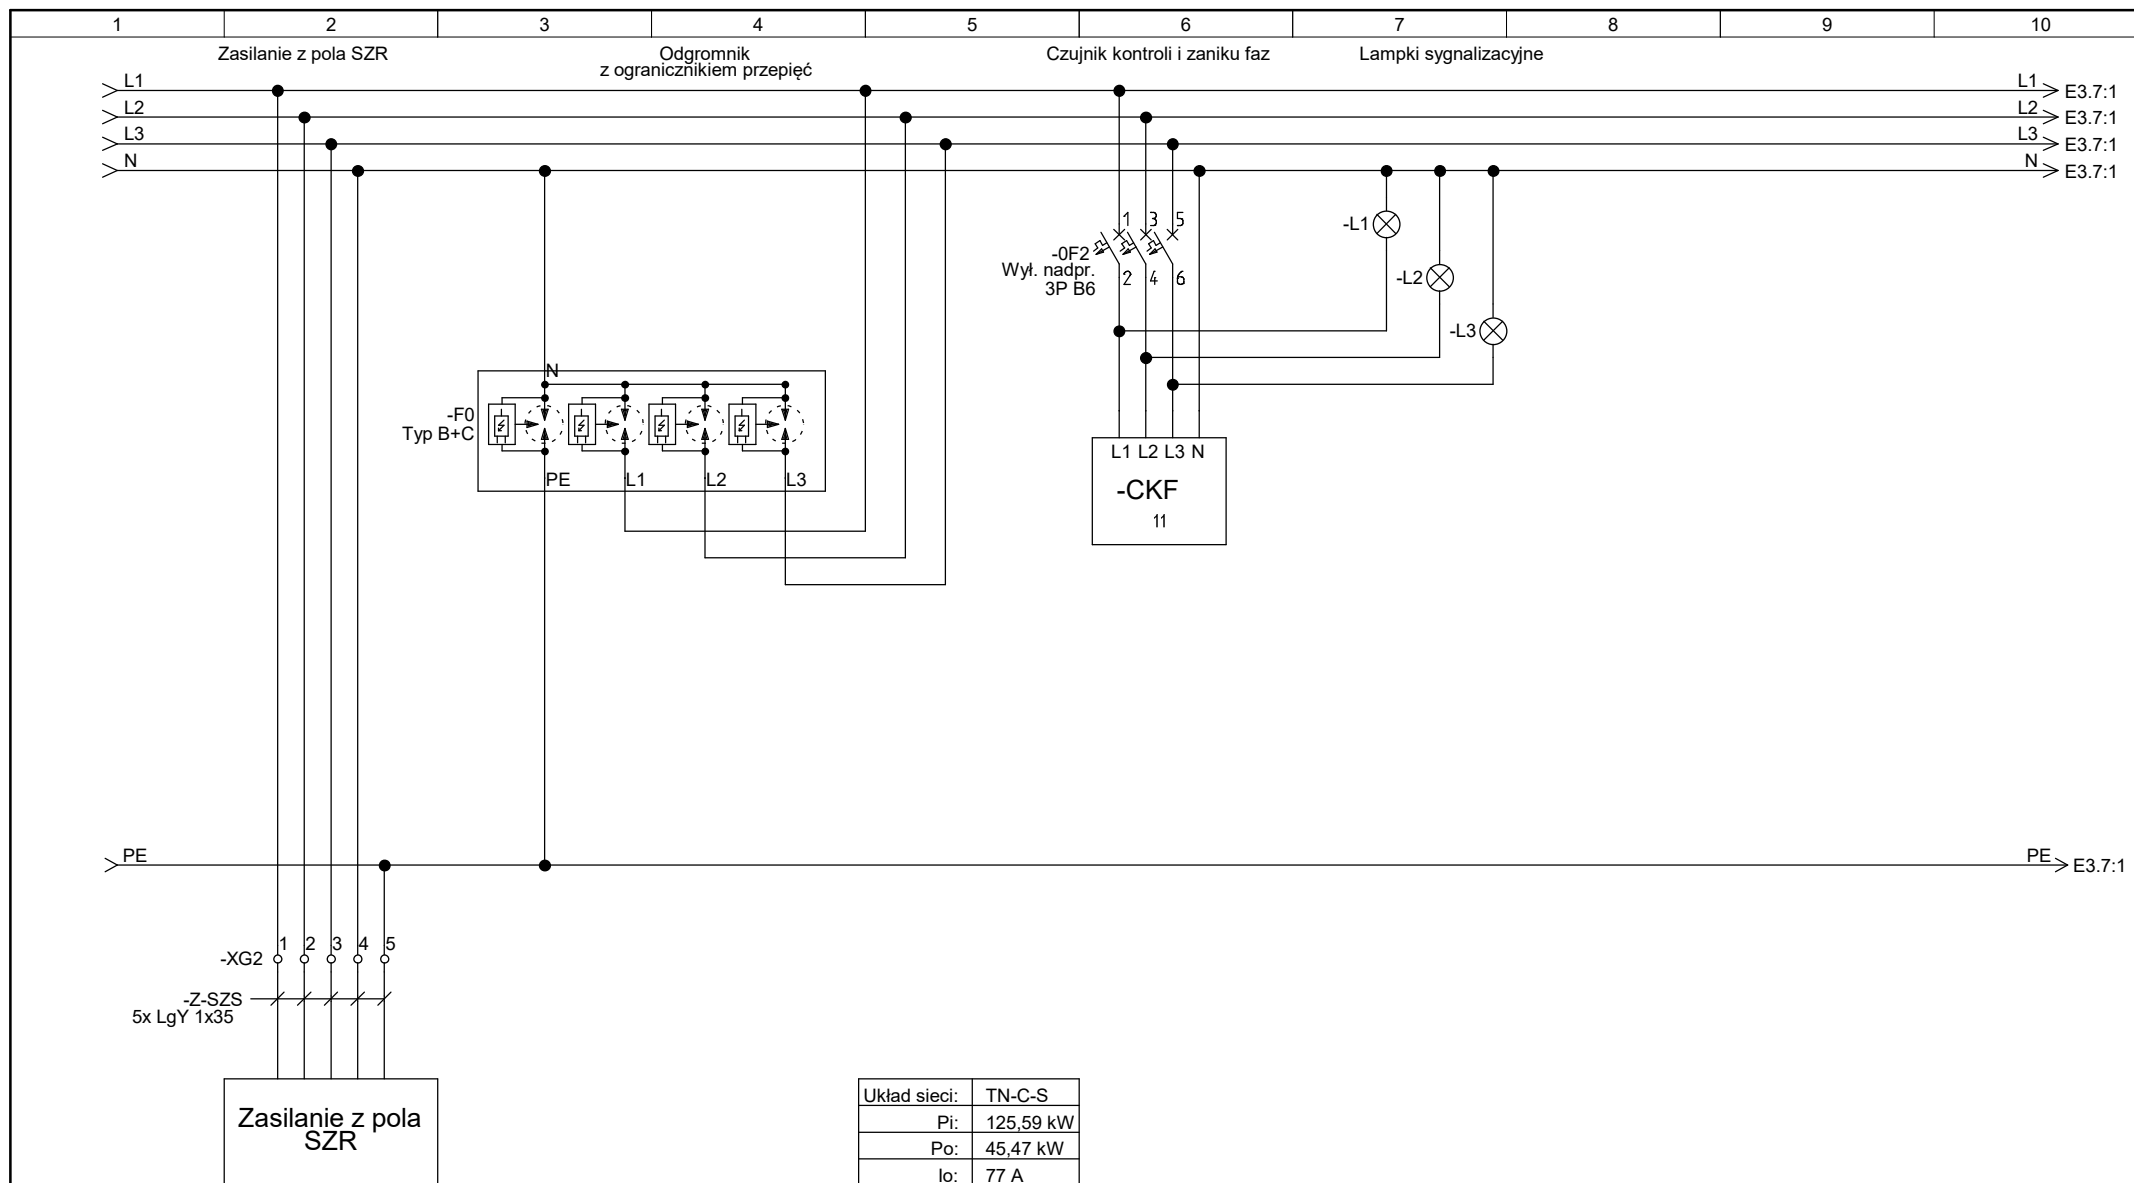 1 2 3 4 5 6 7 8 9 10
Zasilanie z pola SZR
Odgromnik
z ogranicznikiem przepięć
Czujnik kontroli i zaniku faz
Lampki sygnalizacyjne
L1 L1 E3.7:1
L2 L2 E3.7:1
L3 L3 E3.7:1
N N E3.7:1
1 3 5
-0F2
Wył. nadpr.
3P B6
2 4 6
-L1
-L2
-L3
N
-F0
Typ B+C
PE L1 L2 L3
L1 L2 L3 N
-CKF
11
PE PE E3.7:1
-XG2 1 2 3 4 5
-Z-SZS
5x LgY 1x35
Zasilanie z pola
SZR
Układ sieci: TN-C-S
Pi: 125,59 kW
Po: 45,47 kW
Io: 77 A